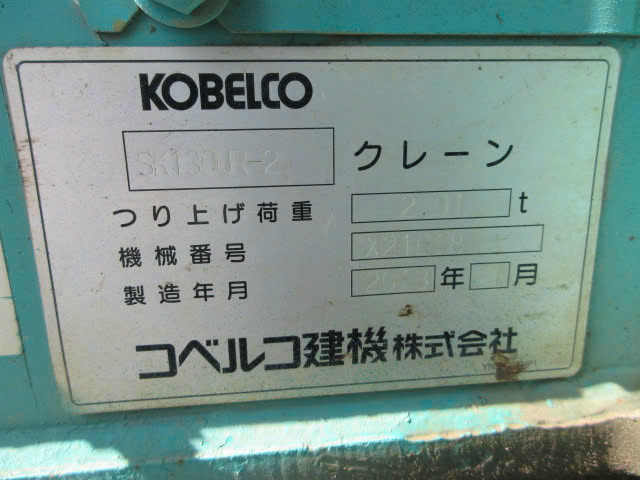 KOBELCO
SK130UR-2 クレーン
つり上げ荷重 t
機械番号
製造年月 年 月
コベルコ建機株式会社